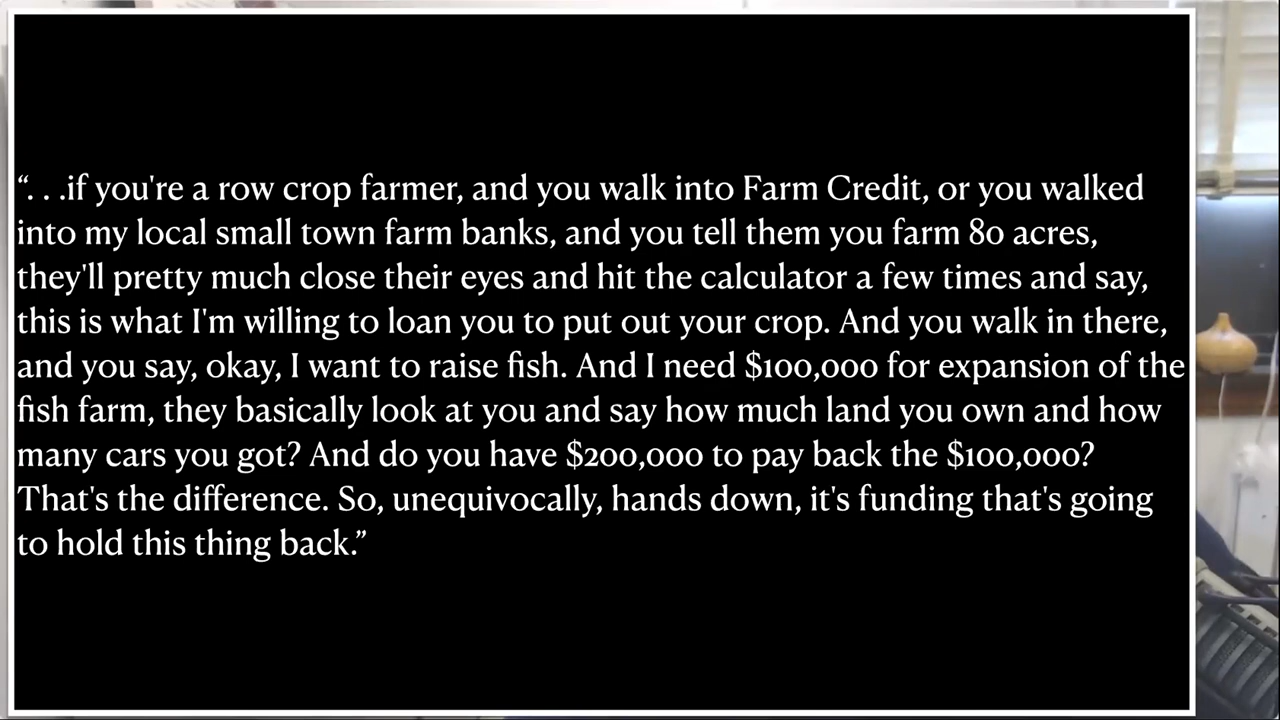 “. . .if you're a row crop farmer, and you walk into Farm Credit, or you walked
into my local small town farm banks, and you tell them you farm 80 acres,
they'll pretty much close their eyes and hit the calculator a few times and say,
this is what I'm willing to loan you to put out your crop. And you walk in there,
and you say, okay, I want to raise fish. And I need $100,000 for expansion of the
fish farm, they basically look at you and say how much land you own and how
many cars you got? And do you have $200,000 to pay back the $100,000?
That's the difference. So, unequivocally, hands down, it's funding that's going
to hold this thing back.”